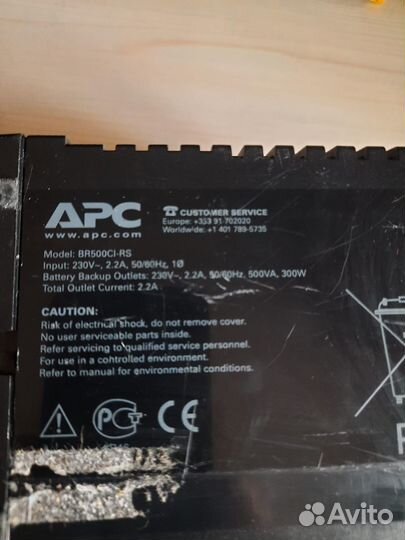 APC
www.apc.com
☎ CUSTOMER SERVICE
Europe: +353 91 702020
Worldwide: +1 401 789-5735
Model: BR500CI-RS
Input: 230V~, 2.2A, 50/60Hz, 1Ø
Battery Backup Outlets: 230V~, 2.2A, 50/60Hz, 500VA, 300W
Total Outlet Current: 2.2A
CAUTION:
Risk of electrical shock, do not remove cover.
No user serviceable parts inside.
Refer servicing to qualified service personnel.
For use in a controlled environment.
Refer to manual for environmental conditions.
CE
Avito